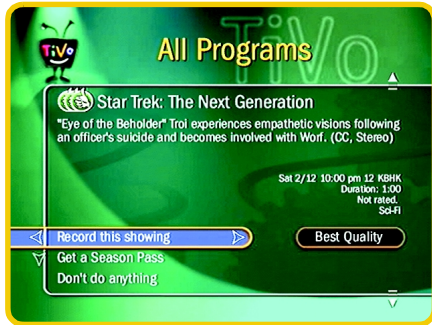 TiVo
TiVo
All Programs
Star Trek: The Next Generation
"Eye of the Beholder" Troi experiences empathetic visions following
an officer's suicide and becomes involved with Worf. (CC, Stereo)
Sat 2/12 10:00 pm 12 KBHK
Duration: 1:00
Not rated.
Sci-Fi
Record this showing
Best Quality
Get a Season Pass
Don't do anything